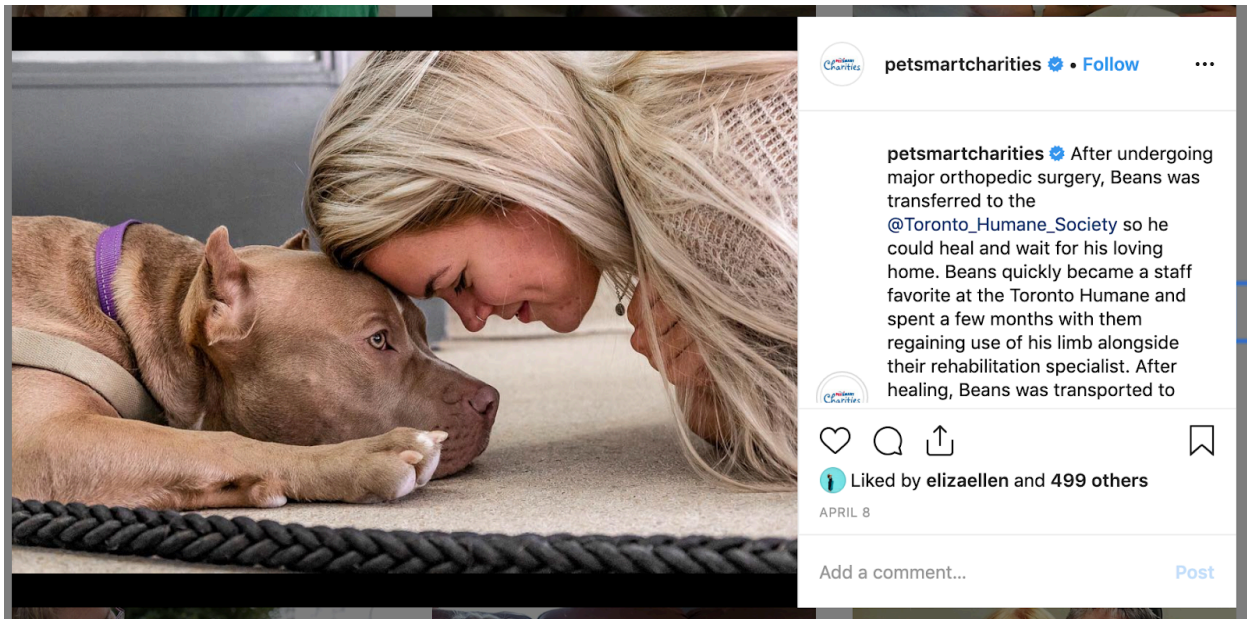 Charities
petsmartcharities • Follow
petsmartcharities After undergoing
major orthopedic surgery, Beans was
transferred to the
@Toronto_Humane_Society so he
could heal and wait for his loving
home. Beans quickly became a staff
favorite at the Toronto Humane and
spent a few months with them
regaining use of his limb alongside
their rehabilitation specialist. After
healing, Beans was transported to
Charities
Liked by elizaellen and 499 others
APRIL 8
Add a comment...
Post